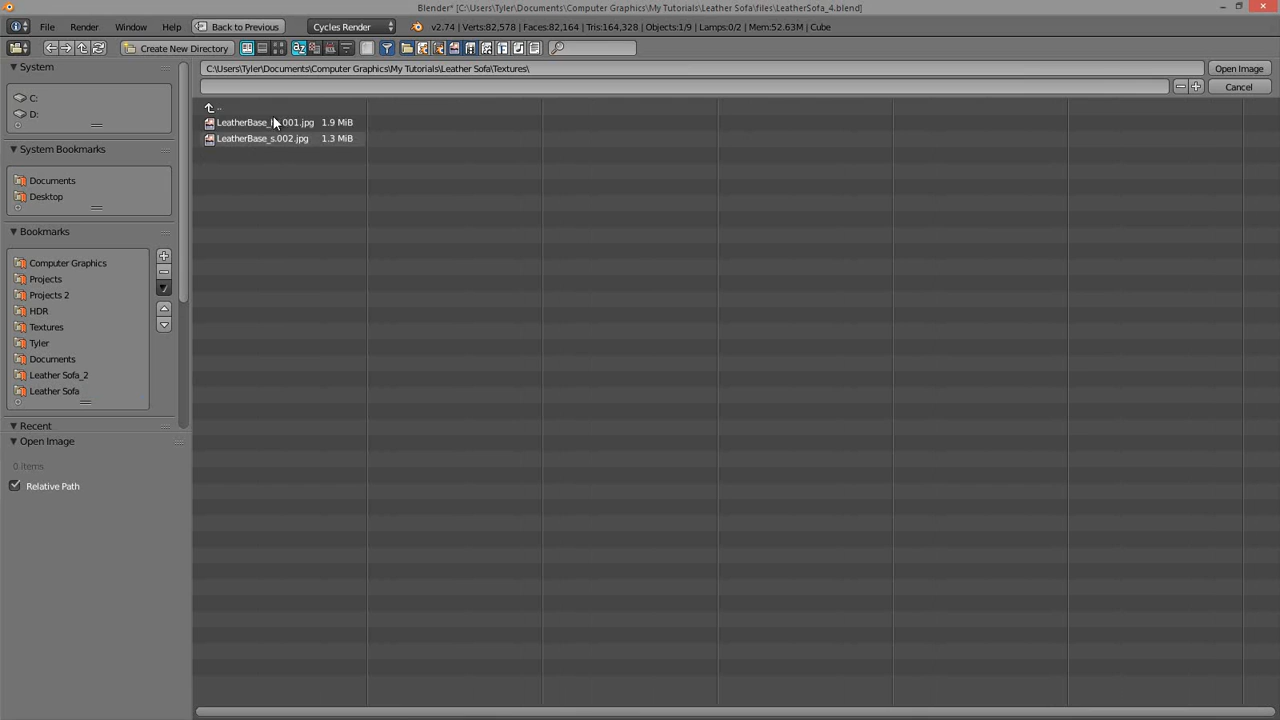 Blender* [C:\Users\Tyler\Documents\Computer Graphics\My Tutorials\Leather Sofa\files\LeatherSofa_4.blend]
File Render Window Help Back to Previous Cycles Render v2.74 | Verts:82,578 | Faces:82,164 | Tris:164,328 | Objects:1/9 | Lamps:0/2 | Mem:52.63M | Cube
Create New Directory
System
C:\Users\Tyler\Documents\Computer Graphics\My Tutorials\Leather Sofa\Textures\
Open Image
Cancel
C:
D:
..
1.9 MiB
LeatherBase_s.002.jpg 1.3 MiB
System Bookmarks
Documents
Desktop
Bookmarks
Computer Graphics
Projects
Projects 2
HDR
Textures
Tyler
Documents
Leather Sofa_2
Leather Sofa
Recent
Open Image
0 items
Relative Path